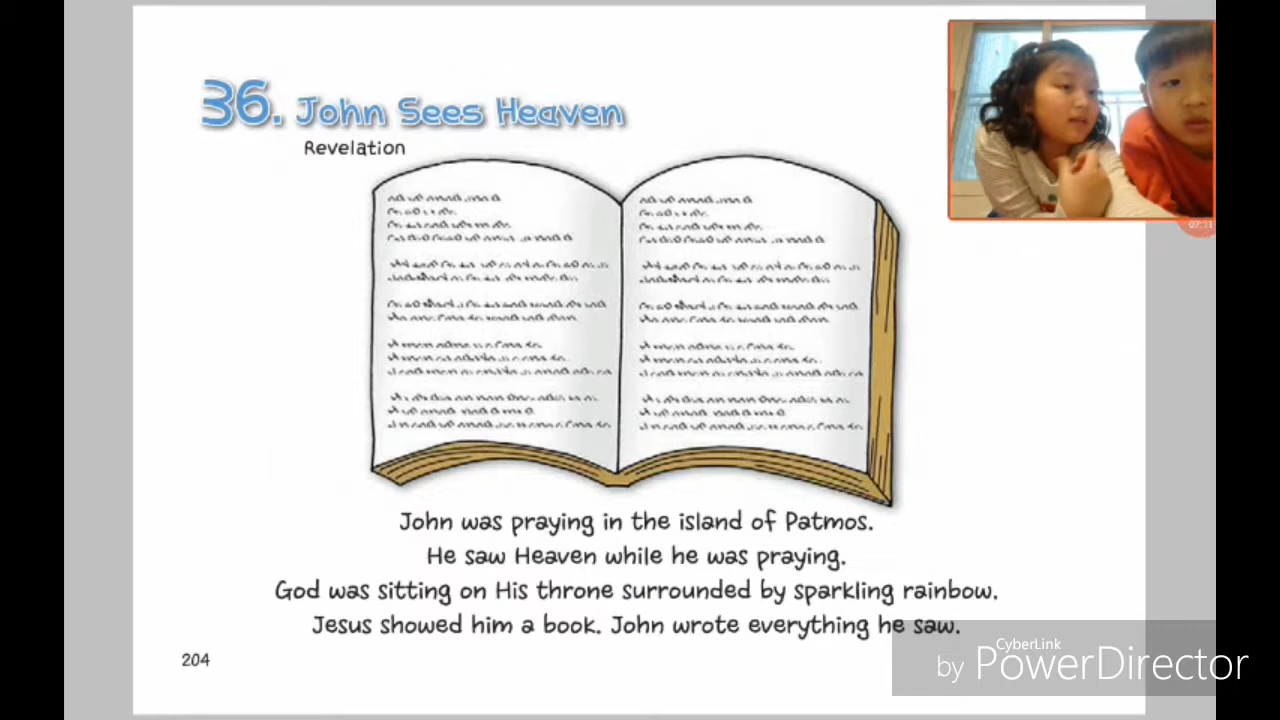 36. John Sees Heaven
Revelation
John was praying in the island of Patmos.
He saw Heaven while he was praying.
God was sitting on His throne surrounded by sparkling rainbow.
Jesus showed him a book. John wrote everything he saw.
204
CyberLink
by PowerDirector